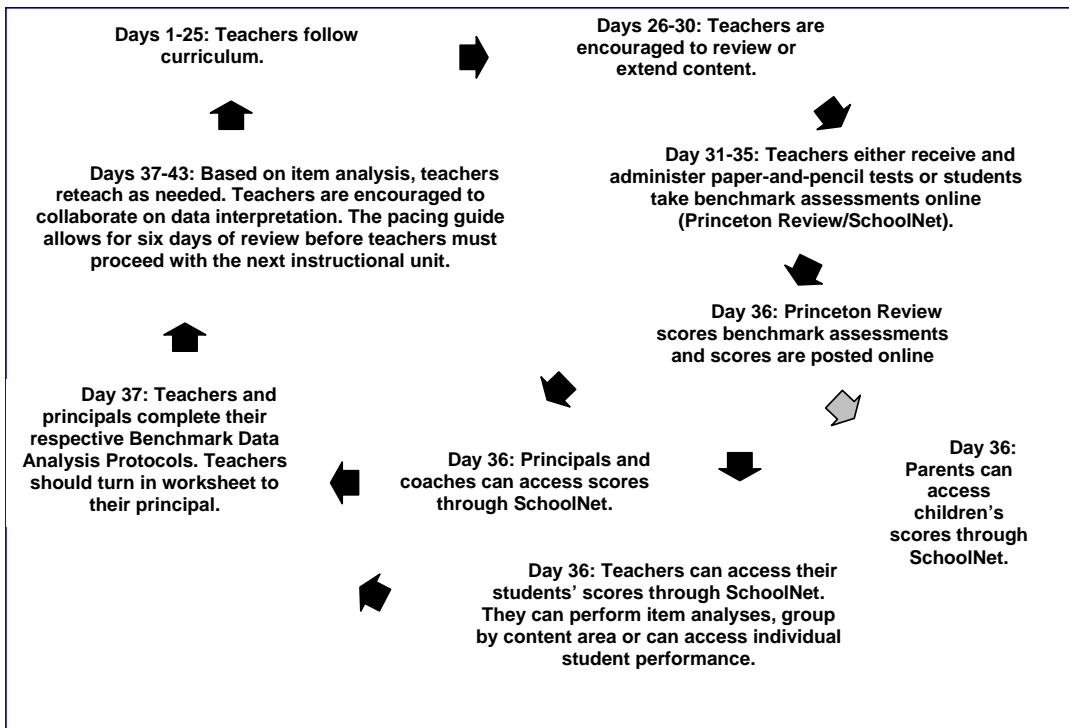 Days 1-25: Teachers follow
curriculum.
Days 26-30: Teachers are
encouraged to review or
extend content.
Day 31-35: Teachers either receive and
administer paper-and-pencil tests or students
take benchmark assessments online
(Princeton Review/SchoolNet).
Day 36: Princeton Review
scores benchmark assessments
and scores are posted online
Day 36:
Parents can
access
children’s
scores through
SchoolNet.
Day 36: Teachers can access their
students’ scores through SchoolNet.
They can perform item analyses, group
by content area or can access individual
student performance.
Day 36: Principals and
coaches can access scores
through SchoolNet.
Day 37: Teachers and
principals complete their
respective Benchmark Data
Analysis Protocols. Teachers
should turn in worksheet to
their principal.
Days 37-43: Based on item analysis, teachers
reteach as needed. Teachers are encouraged to
collaborate on data interpretation. The pacing guide
allows for six days of review before teachers must
proceed with the next instructional unit.